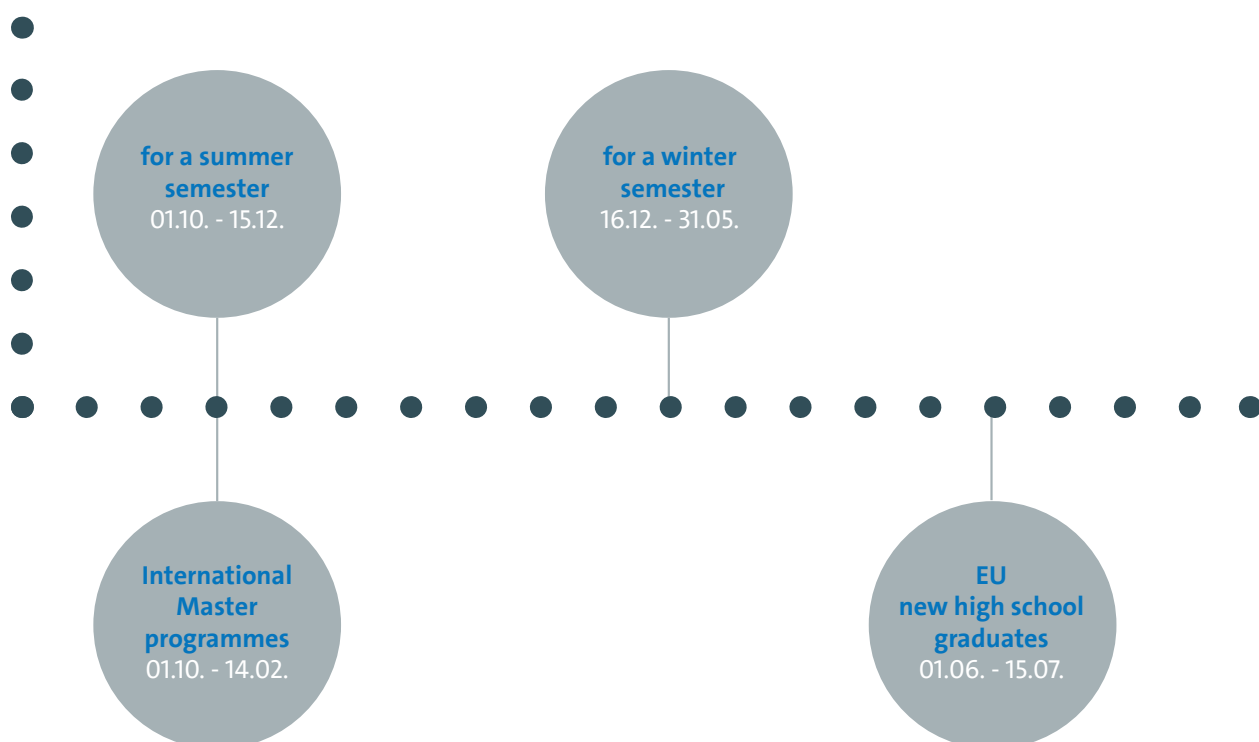 for a summer
semester
01.10. - 15.12.
for a winter
semester
16.12. - 31.05.
International
Master
programmes
01.10. - 14.02.
EU
new high school
graduates
01.06. - 15.07.